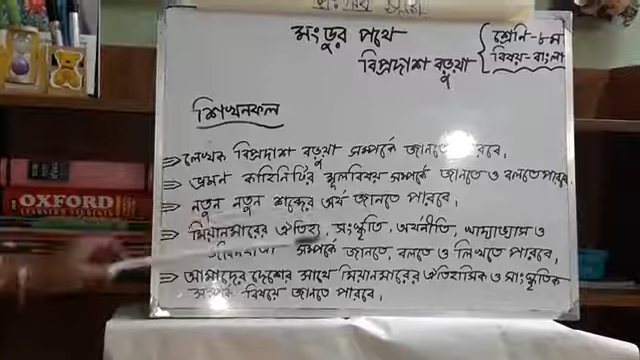 মংডুর পথে
বিপ্রদাশ বড়ুয়া
শ্রেনি-৮ম
বিষয়-বাংলা
শিখনফল
⇒ লেখক বিপ্রদাশ বড়ুয়া সম্পর্কে জানতে পারবে,
⇒ ভ্রমন কাহিনিটির মূলবিষয় সম্পর্কে জানতে ও বলতে পারবে,
⇒ নতুন নতুন শব্দের অর্থ জানতে পারবে,
⇒ মিয়ানমারের ঐতিহ্য, সংস্কৃতি, অর্থনীতি, খাদ্যাভ্যাস ও
সম্পর্কে জানতে, বলতে ও লিখতে পারবে,
⇒ আমাদের দেশের সাথে মিয়ানমারের ঐতিহাসিক ও সাংস্কৃতিক
বিষয়ে জানতে পারবে,
OXFORD